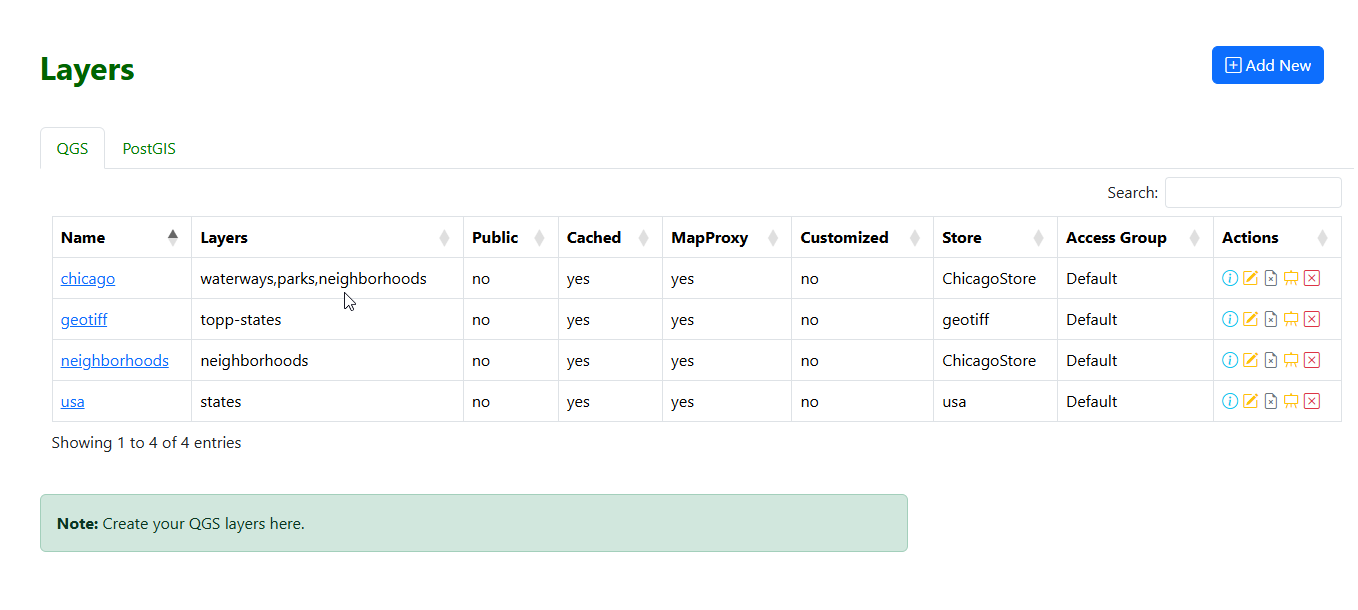 Layers
Add New
QGS PostGIS
Search:
Name Layers Public Cached MapProxy Customized Store Access Group Actions
chicago waterways,parks,neighborhoods no yes yes no ChicagoStore Default
geotiff topp-states no yes yes no geotiff Default
neighborhoods neighborhoods no yes yes no ChicagoStore Default
usa states no yes yes no usa Default
Showing 1 to 4 of 4 entries
Note: Create your QGS layers here.